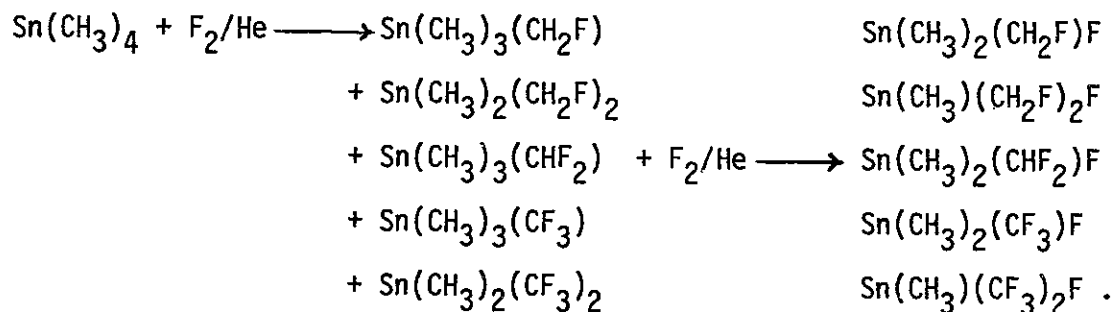 Sn(CH₃)₄ + F₂/He ⟶ Sn(CH₃)₃(CH₂F) Sn(CH₃)₂(CH₂F)F
+ Sn(CH₃)₂(CH₂F)₂ Sn(CH₃)(CH₂F)₂F
+ Sn(CH₃)₃(CHF₂) + F₂/He ⟶ Sn(CH₃)₂(CHF₂)F
+ Sn(CH₃)₃(CF₃) Sn(CH₃)₂(CF₃)F
+ Sn(CH₃)₂(CF₃)₂ Sn(CH₃)(CF₃)₂F .